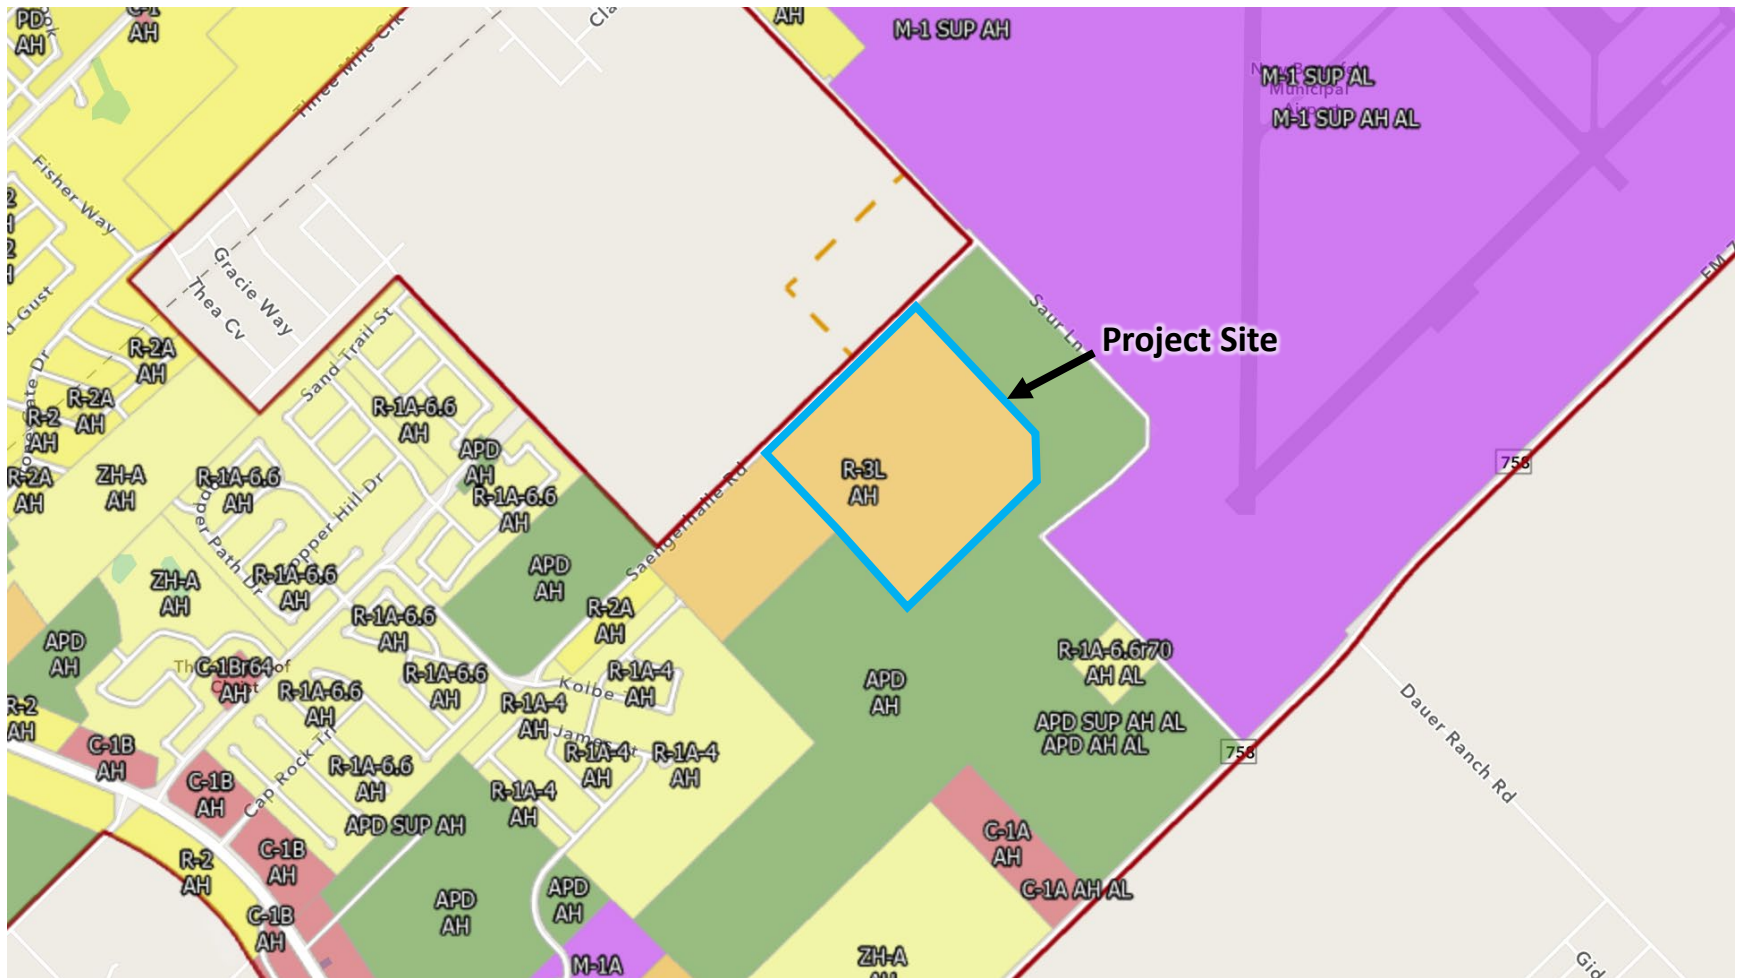 PD
AH
C-1
AH
AH
M-1 SUP AH
Three Mile Crk
M-1 SUP AL
Municipal
Airport
M-1 SUP AH AL
Fisher Way
Gracie Way
Thea Cv
Sand Trail St
Saur Ln
Project Site
R-2A
AH
R-2A
AH
R-2
AH
R-2A
AH
ZH-A
AH
R-1A-6.6
AH
R-1A-6.6
AH
APD
AH
R-1A-6.6
AH
R-3L
AH
758
Saengerhalle Rd
ZH-A
AH
R-1A-6.6
AH
R-1A-6.6
AH
APD
AH
R-2A
AH
APD
AH
C-1Br64
AH
R-1A-6.6
AH
R-1A-6.6
AH
Kolbe
R-1A-4
AH
R-1A-4
AH
James
R-1A-4
AH
R-1A-4
AH
R-1A-4
AH
APD
AH
R-1A-6.6r70
AH AL
APD SUP AH AL
APD AH AL
758
Dauer Ranch Rd
R-2
AH
C-1B
AH
C-1B
AH
Cap Rock Trl
R-1A-6.6
AH
APD SUP AH
C-1B
AH
R-2
AH
C-1B
AH
APD
AH
APD
AH
M-1A
C-1A
AH
C-1A AH AL
ZH-A
AH